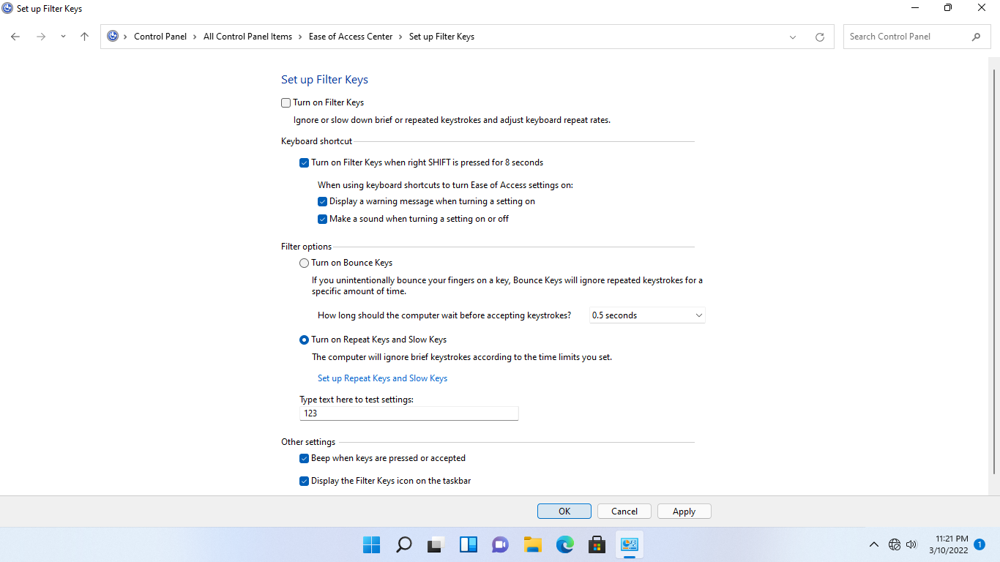 Set up Filter Keys
Control Panel All Control Panel Items Ease of Access Center Set up Filter Keys
Search Control Panel
Set up Filter Keys
Turn on Filter Keys
Ignore or slow down brief or repeated keystrokes and adjust keyboard repeat rates.
Keyboard shortcut
Turn on Filter Keys when right SHIFT is pressed for 8 seconds
When using keyboard shortcuts to turn Ease of Access settings on:
Display a warning message when turning a setting on
Make a sound when turning a setting on or off
Filter options
Turn on Bounce Keys
If you unintentionally bounce your fingers on a key, Bounce Keys will ignore repeated keystrokes for a
specific amount of time.
How long should the computer wait before accepting keystrokes? 0.5 seconds
Turn on Repeat Keys and Slow Keys
The computer will ignore brief keystrokes according to the time limits you set.
Set up Repeat Keys and Slow Keys
Type text here to test settings:
123
Other settings
Beep when keys are pressed or accepted
Display the Filter Keys icon on the taskbar
OK Cancel Apply
11:21 PM
3/10/2022 1